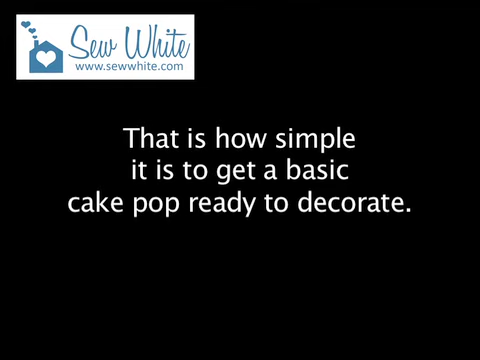 Sew White
www.sewwhite.com
That is how simple
it is to get a basic
cake pop ready to decorate.